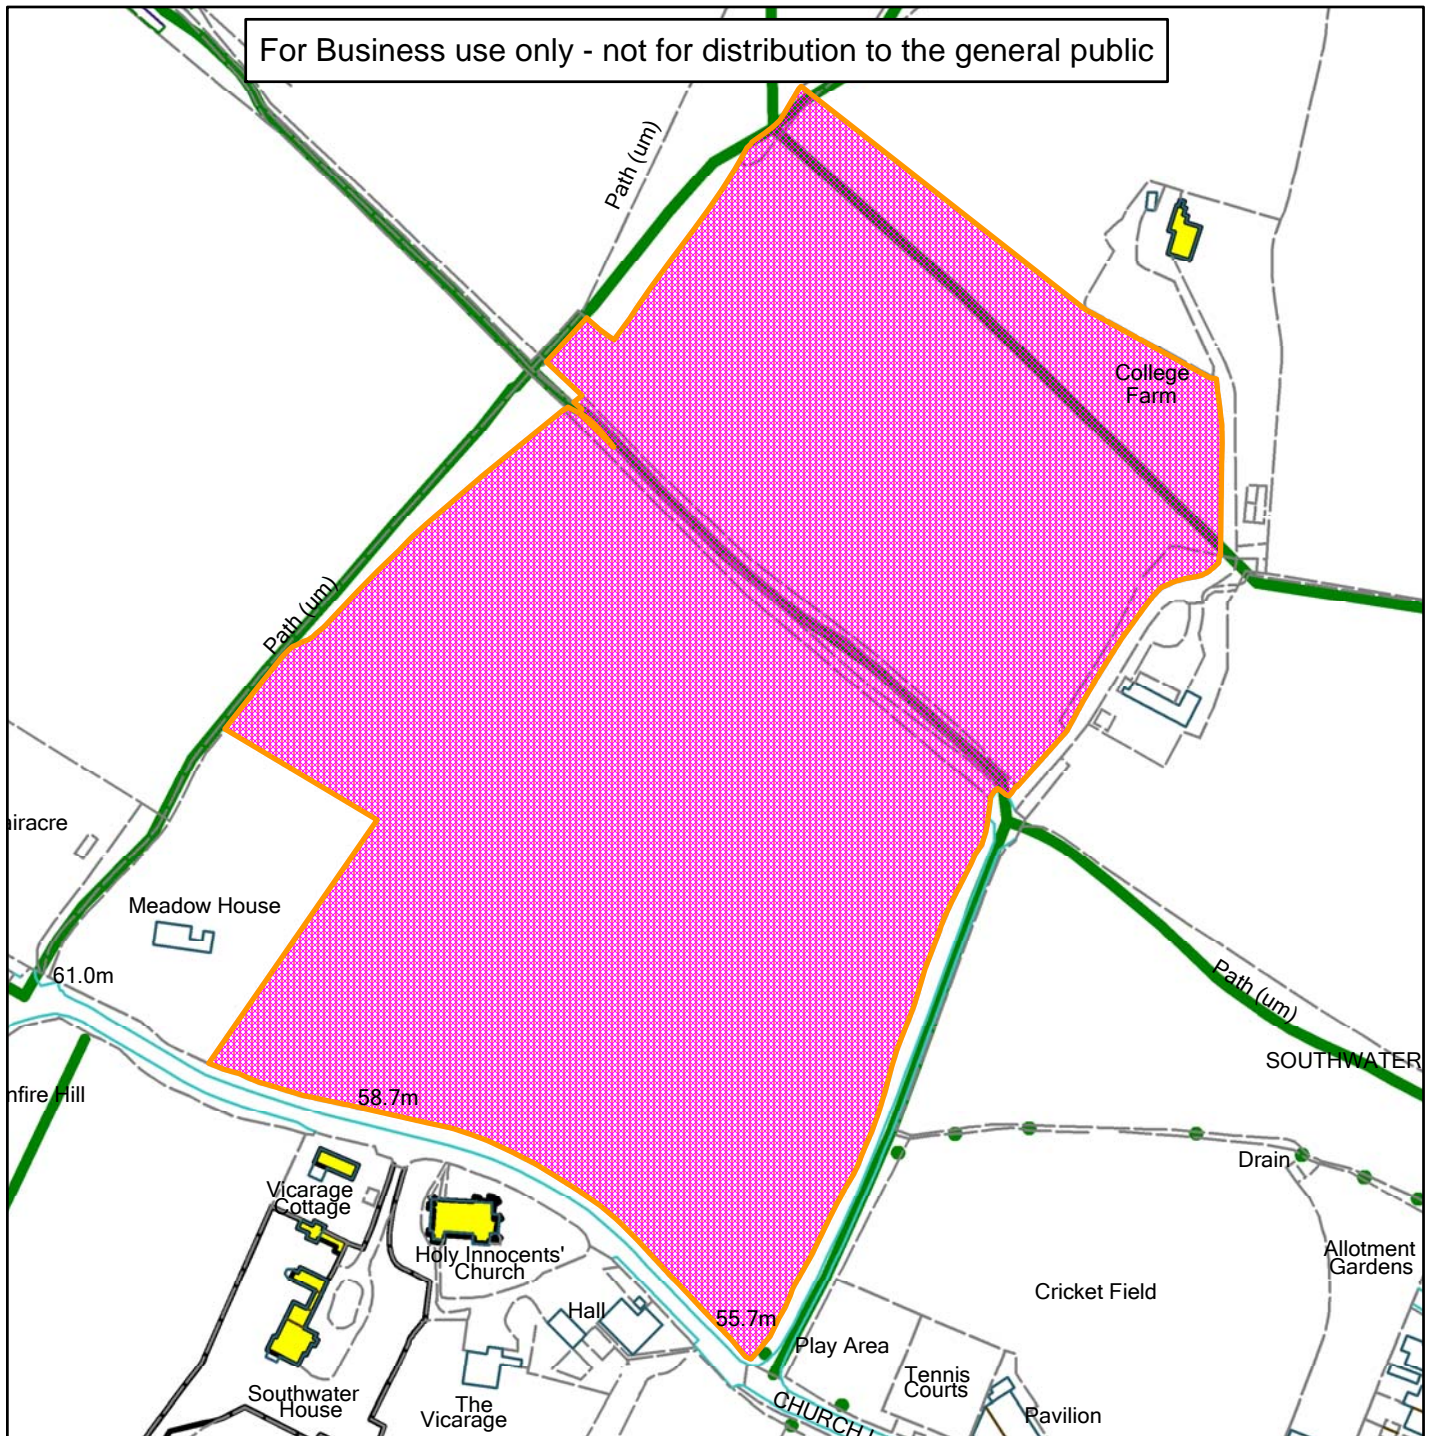 For Business use only - not for distribution to the general public
Path (um)
College
Farm
Path (um)
iracre
Meadow House
61.0m
Path (um)
SOUTHWATER
nfire Hill
58.7m
Drain
Vicarage
Cottage
Holy Innocents'
Church
Allotment
Gardens
Cricket Field
Hall
55.7m
Play Area
Tennis
Courts
Southwater
House
The
Vicarage
CHURCH
Pavilion